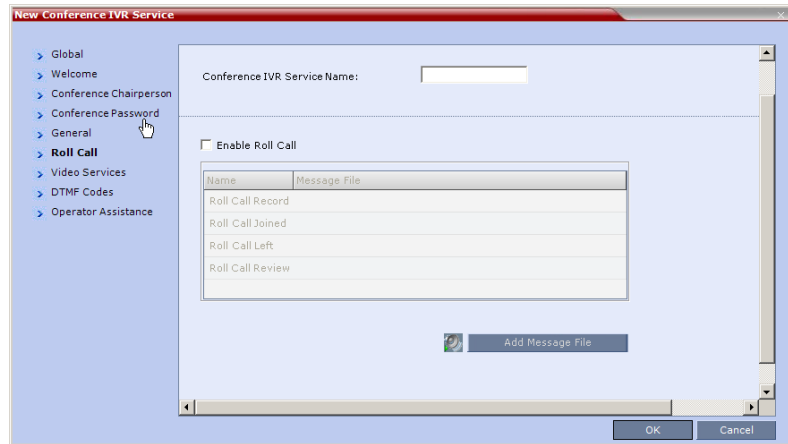 New Conference IVR Service
Global
Welcome
Conference Chairperson
Conference Password
General
Roll Call
Video Services
DTMF Codes
Operator Assistance
Conference IVR Service Name:
Enable Roll Call
Name Message File
Roll Call Record
Roll Call Joined
Roll Call Left
Roll Call Review
Add Message File
OK Cancel